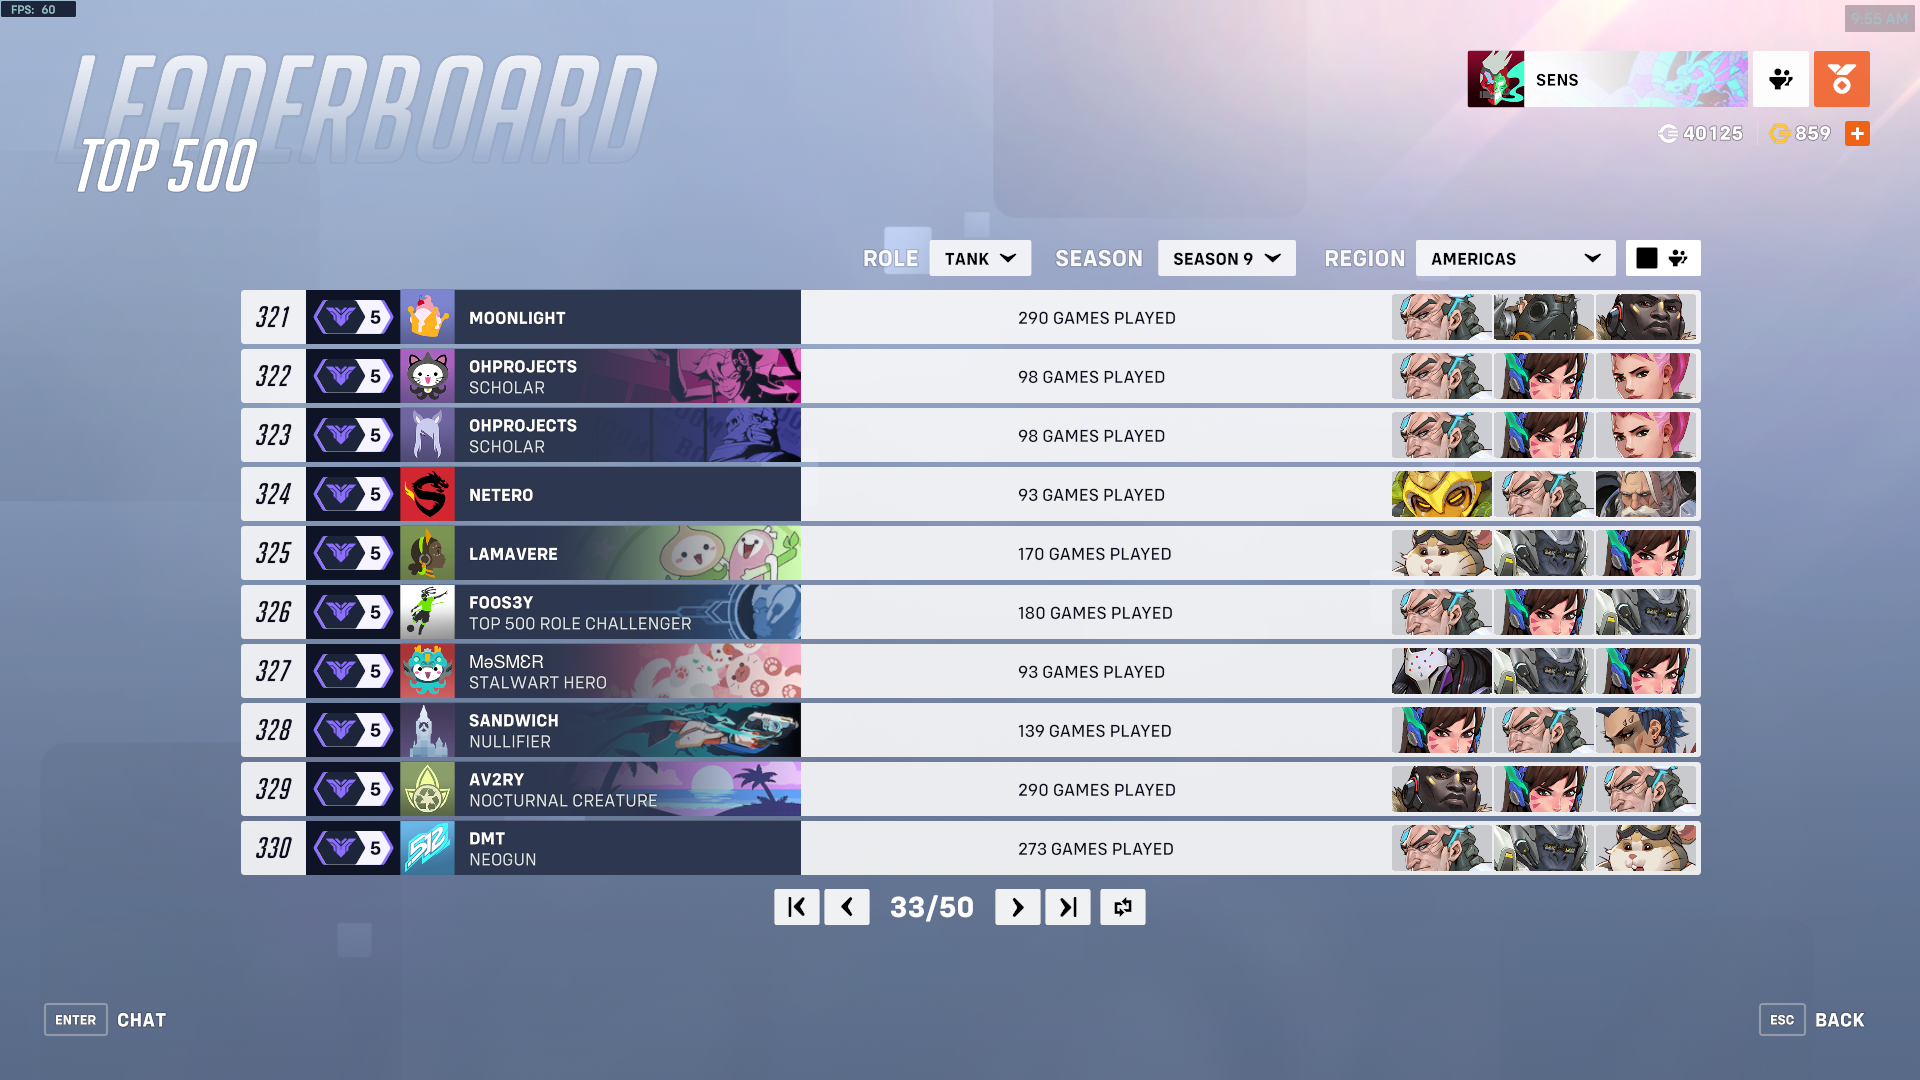 FPS: 60
9:55 AM
LEADERBOARD
TOP 500
SENS
40125
859
ROLE TANK SEASON SEASON 9 REGION AMERICAS
321 5 MOONLIGHT 290 GAMES PLAYED
322 5 OHPROJECTS 98 GAMES PLAYED
SCHOLAR
323 5 OHPROJECTS 98 GAMES PLAYED
SCHOLAR
324 5 NETERO 93 GAMES PLAYED
325 5 LAMAVERE 170 GAMES PLAYED
326 5 FOOS3Y 180 GAMES PLAYED
TOP 500 ROLE CHALLENGER
327 5 MəSMƐR 93 GAMES PLAYED
STALWART HERO
328 5 SANDWICH 139 GAMES PLAYED
NULLIFIER
329 5 AV2RY 290 GAMES PLAYED
NOCTURNAL CREATURE
330 5 512 DMT 273 GAMES PLAYED
NEOGUN
33/50
ENTER CHAT
ESC BACK